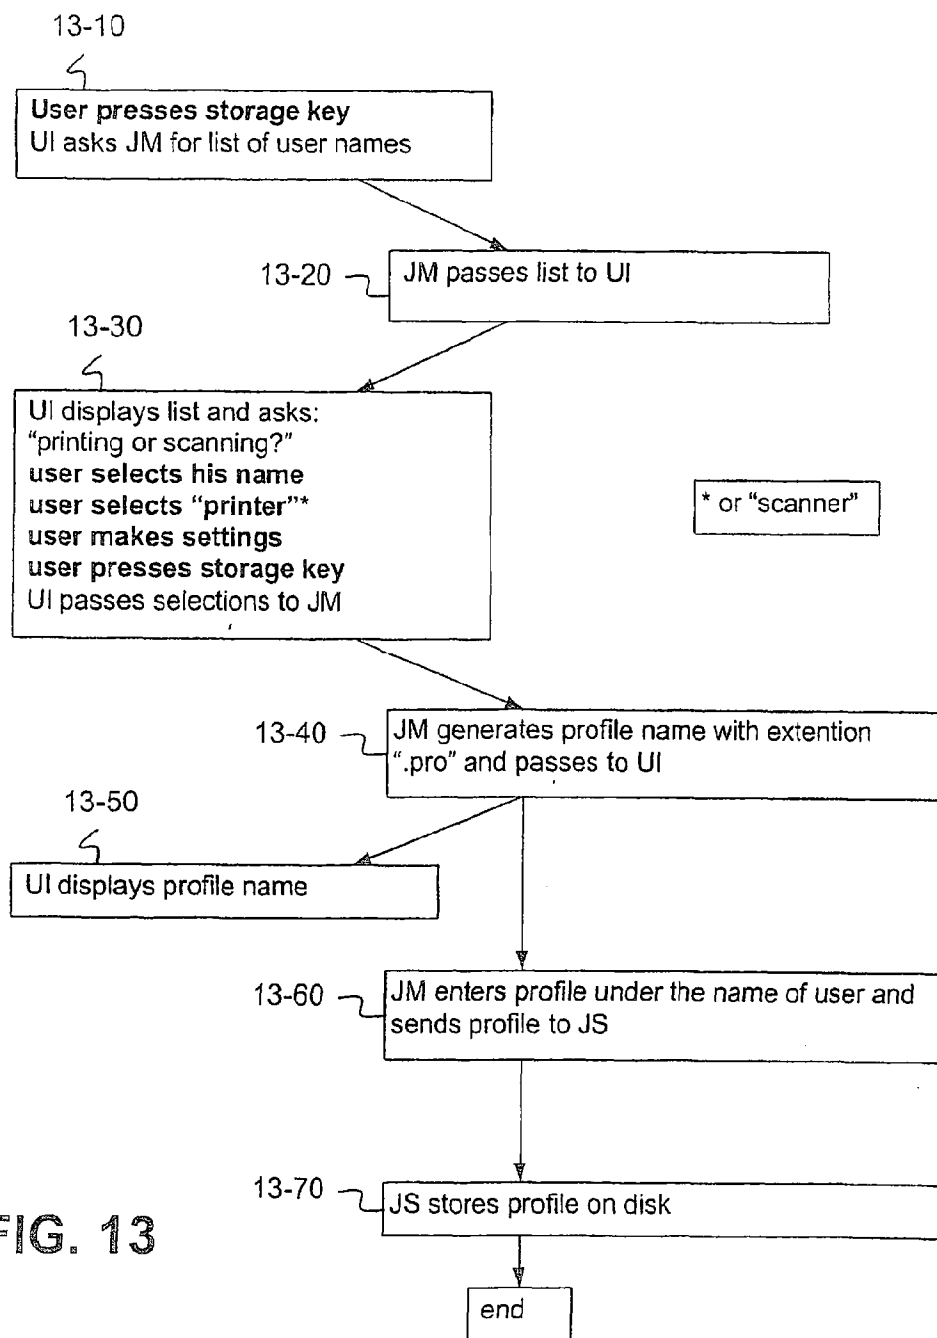 13-10
User presses storage key
UI asks JM for list of user names
13-20
JM passes list to UI
13-30
UI displays list and asks:
"printing or scanning?"
user selects his name
user selects "printer"*
user makes settings
user presses storage key
UI passes selections to JM
* or "scanner"
13-40
JM generates profile name with extention
".pro" and passes to UI
13-50
UI displays profile name
13-60
JM enters profile under the name of user and
sends profile to JS
13-70
JS stores profile on disk
FIG. 13
end